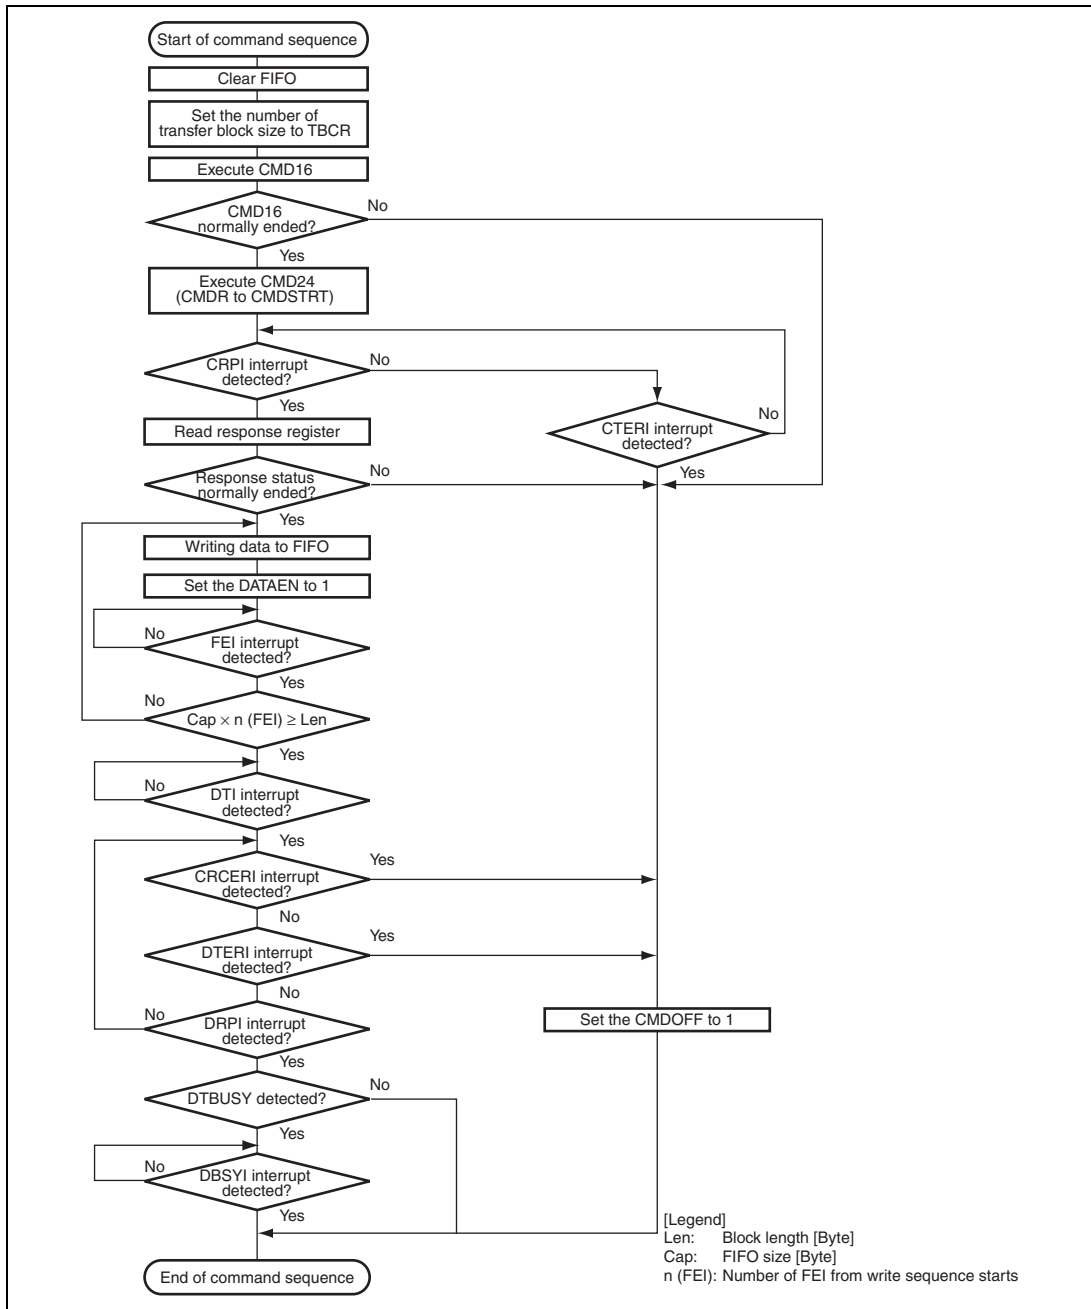 Start of command sequence
Clear FIFO
Set the number of
transfer block size to TBCR
Execute CMD16
CMD16
normally ended?
No
Yes
Execute CMD24
(CMDR to CMDSTRT)
CRPI interrupt
detected?
No
Yes
CTERI interrupt
detected?
No
Yes
Read response register
Response status
normally ended?
No
Yes
Writing data to FIFO
Set the DATAEN to 1
No
FEI interrupt
detected?
Yes
No
Cap × n (FEI) ≥ Len
Yes
No
DTI interrupt
detected?
Yes
CRCERI interrupt
detected?
Yes
No
DTERI interrupt
detected?
Yes
No
No
DRPI interrupt
detected?
Yes
Set the CMDOFF to 1
DTBUSY detected?
No
Yes
No
DBSYI interrupt
detected?
Yes
End of command sequence
[Legend]
Len: Block length [Byte]
Cap: FIFO size [Byte]
n (FEI): Number of FEI from write sequence starts